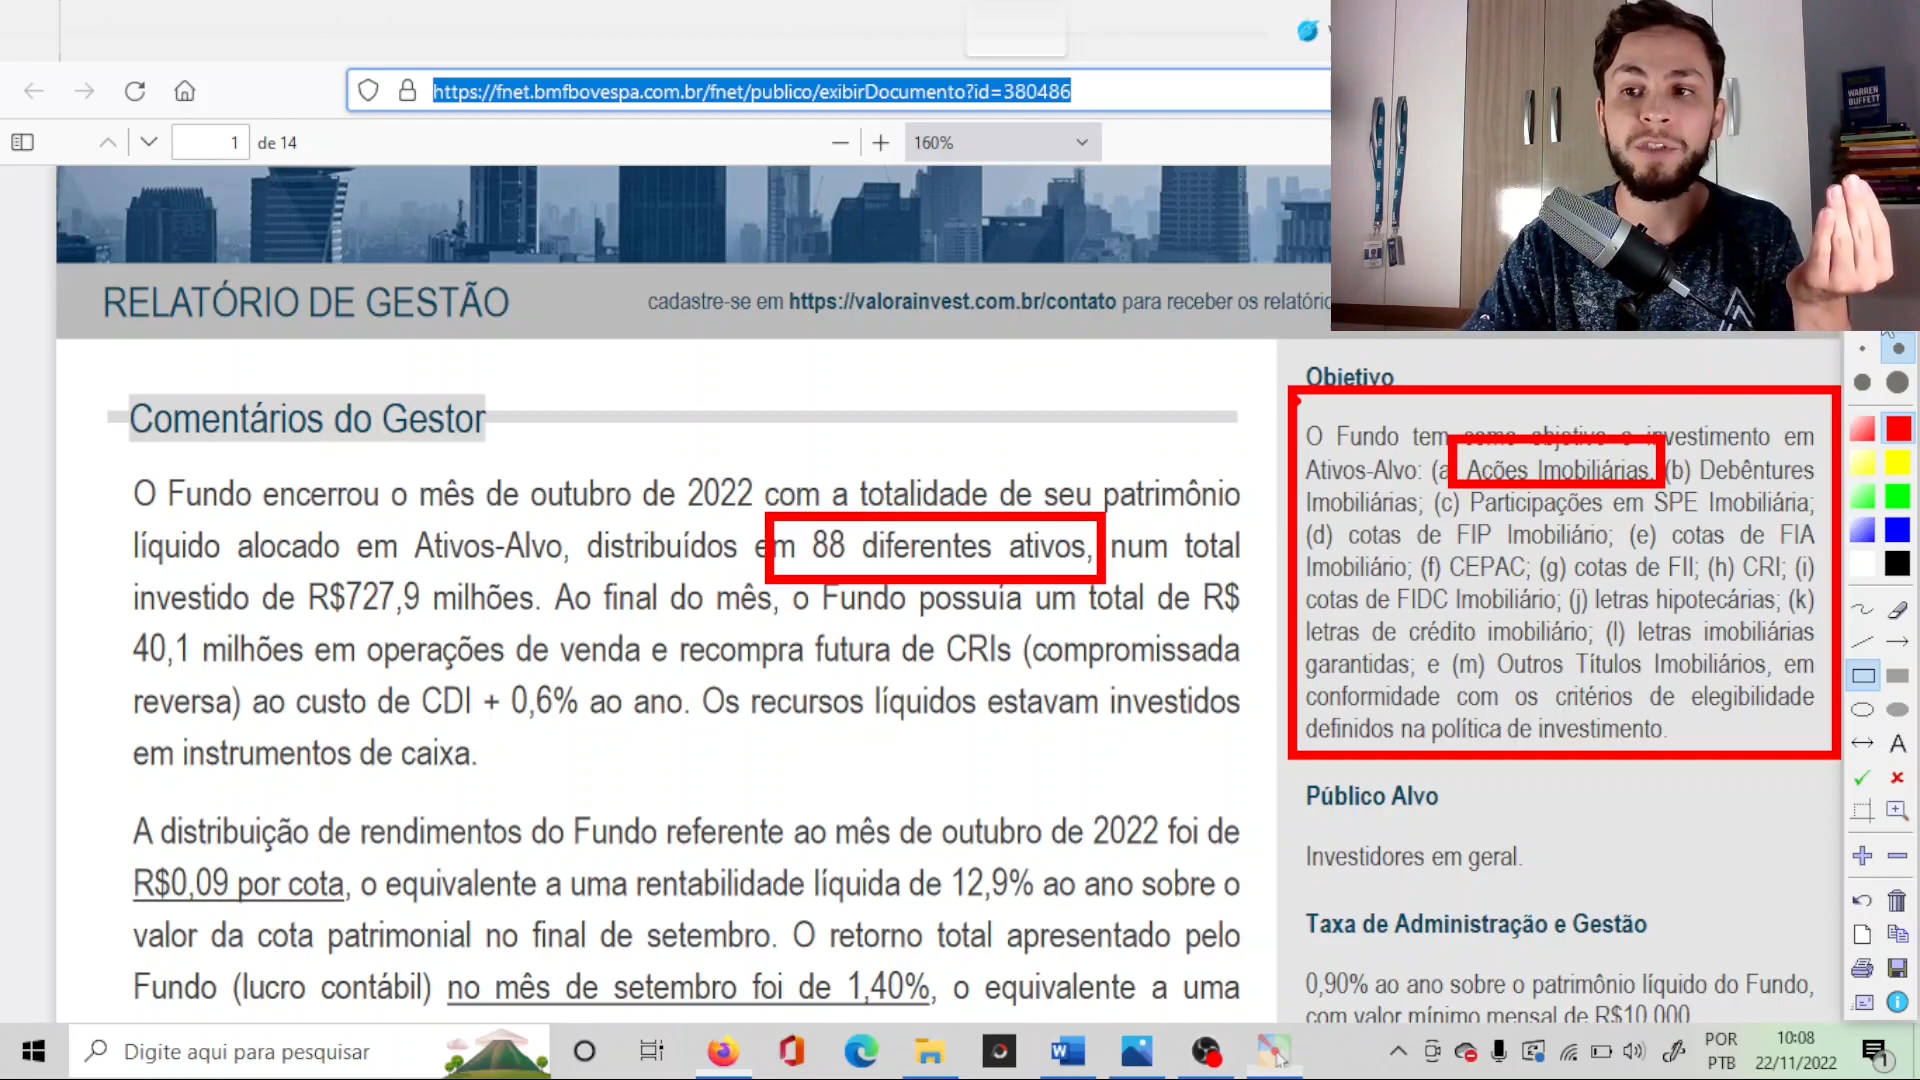 https://fnet.bmfbovespa.com.br/fnet/publico/exibirDocumento?id=380486
1 de 14
160%
WARREN
BUFFETT
RELATÓRIO DE GESTÃO
cadastre-se em https://valorainvest.com.br/contato para receber os relatório
Comentários do Gestor
O Fundo encerrou o mês de outubro de 2022 com a totalidade de seu patrimônio
líquido alocado em Ativos-Alvo, distribuídos em 88 diferentes ativos, num total
investido de R$727,9 milhões. Ao final do mês, o Fundo possuía um total de R$
40,1 milhões em operações de venda e recompra futura de CRIs (compromissada
reversa) ao custo de CDI + 0,6% ao ano. Os recursos líquidos estavam investidos
em instrumentos de caixa.
A distribuição de rendimentos do Fundo referente ao mês de outubro de 2022 foi de
R$0,09 por cota, o equivalente a uma rentabilidade líquida de 12,9% ao ano sobre o
valor da cota patrimonial no final de setembro. O retorno total apresentado pelo
Fundo (lucro contábil) no mês de setembro foi de 1,40%, o equivalente a uma
Objetivo
O Fundo tem como objetivo o investimento em
Ativos-Alvo: (a) Ações Imobiliárias; (b) Debêntures
Imobiliárias; (c) Participações em SPE Imobiliária;
(d) cotas de FIP Imobiliário; (e) cotas de FIA
Imobiliário; (f) CEPAC; (g) cotas de FII; (h) CRI; (i)
cotas de FIDC Imobiliário; (j) letras hipotecárias; (k)
letras de crédito imobiliário; (l) letras imobiliárias
garantidas; e (m) Outros Títulos Imobiliários, em
conformidade com os critérios de elegibilidade
definidos na política de investimento.
Público Alvo
Investidores em geral.
Taxa de Administração e Gestão
0,90% ao ano sobre o patrimônio líquido do Fundo,
com valor mínimo mensal de R$10.000
A
Digite aqui para pesquisar
POR
PTB
10:08
22/11/2022
1